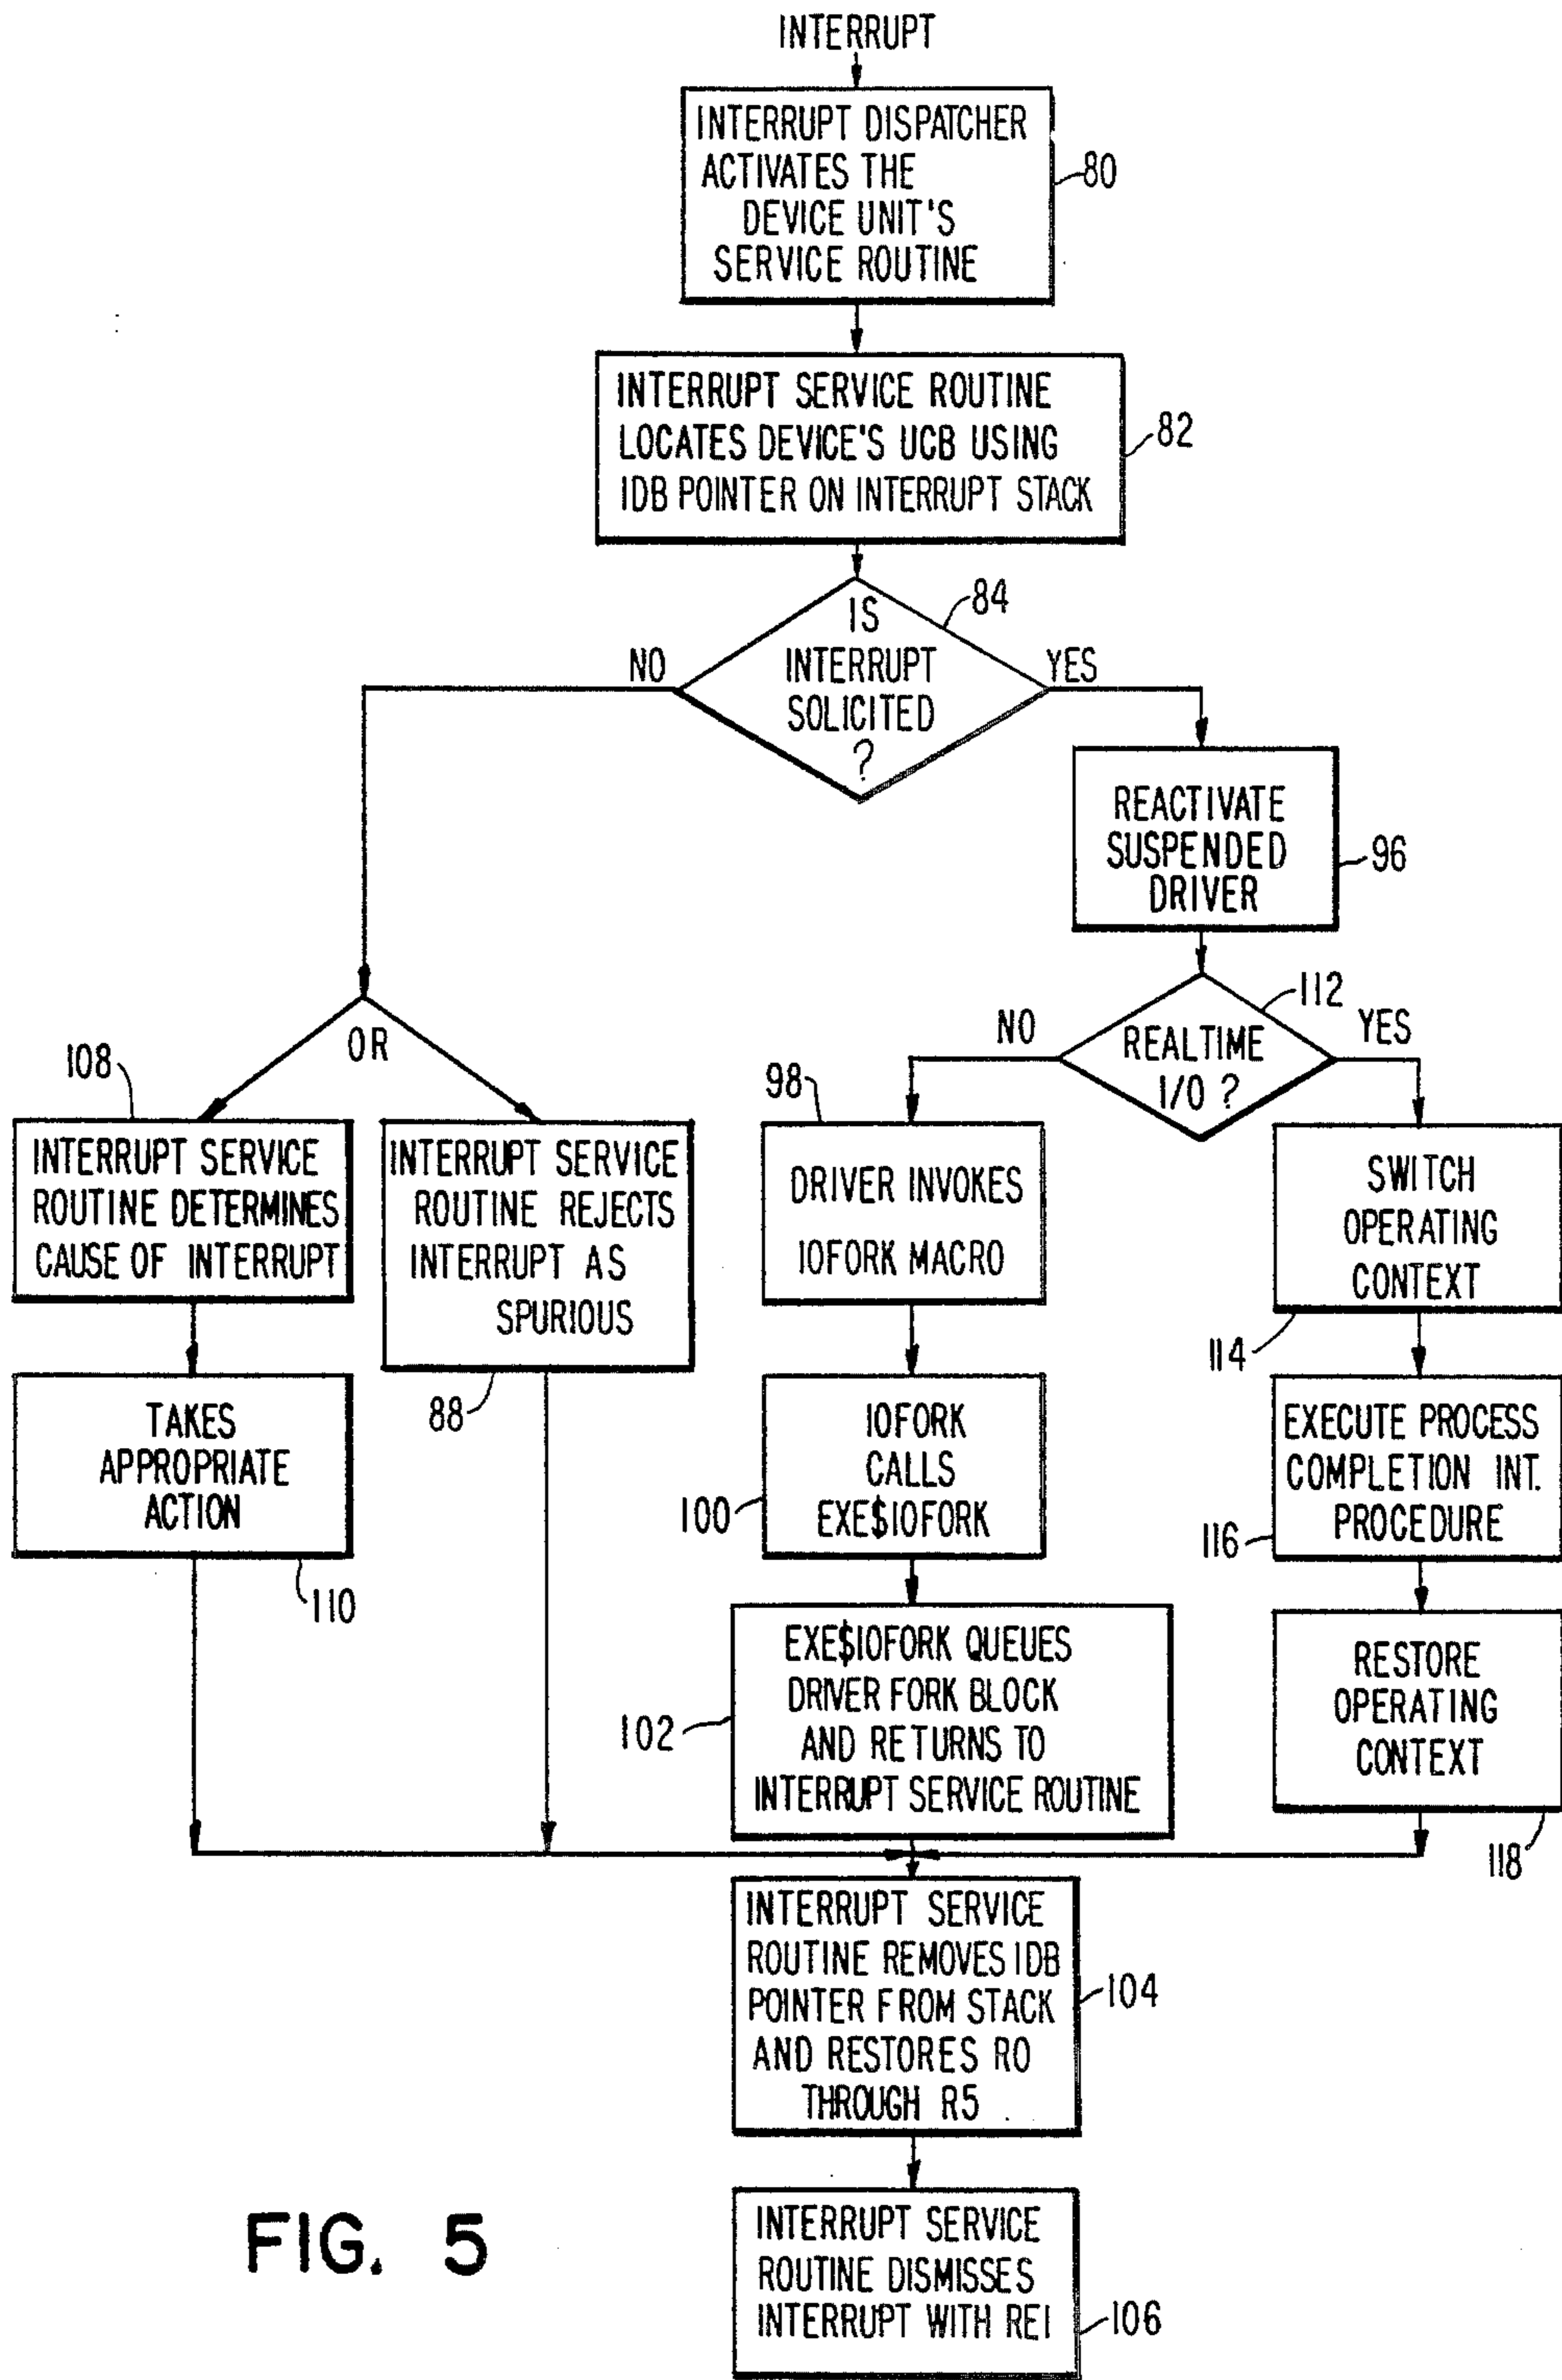 INTERRUPT
INTERRUPT DISPATCHER
ACTIVATES THE
DEVICE UNIT'S
SERVICE ROUTINE
80
INTERRUPT SERVICE ROUTINE
LOCATES DEVICE'S UCB USING
IDB POINTER ON INTERRUPT STACK
82
84
IS
INTERRUPT
SOLICITED
?
NO
YES
REACTIVATE
SUSPENDED
DRIVER
96
112
REALTIME
I/O ?
NO
YES
OR
108
INTERRUPT SERVICE
ROUTINE DETERMINES
CAUSE OF INTERRUPT
INTERRUPT SERVICE
ROUTINE REJECTS
INTERRUPT AS
SPURIOUS
88
98
DRIVER INVOKES
IOFORK MACRO
SWITCH
OPERATING
CONTEXT
114
TAKES
APPROPRIATE
ACTION
110
IOFORK
CALLS
EXE$IOFORK
100
EXECUTE PROCESS
COMPLETION INT.
PROCEDURE
116
EXE$IOFORK QUEUES
DRIVER FORK BLOCK
AND RETURNS TO
INTERRUPT SERVICE ROUTINE
102
RESTORE
OPERATING
CONTEXT
118
INTERRUPT SERVICE
ROUTINE REMOVES IDB
POINTER FROM STACK
AND RESTORES R0
THROUGH R5
104
INTERRUPT SERVICE
ROUTINE DISMISSES
INTERRUPT WITH REI
106
FIG. 5